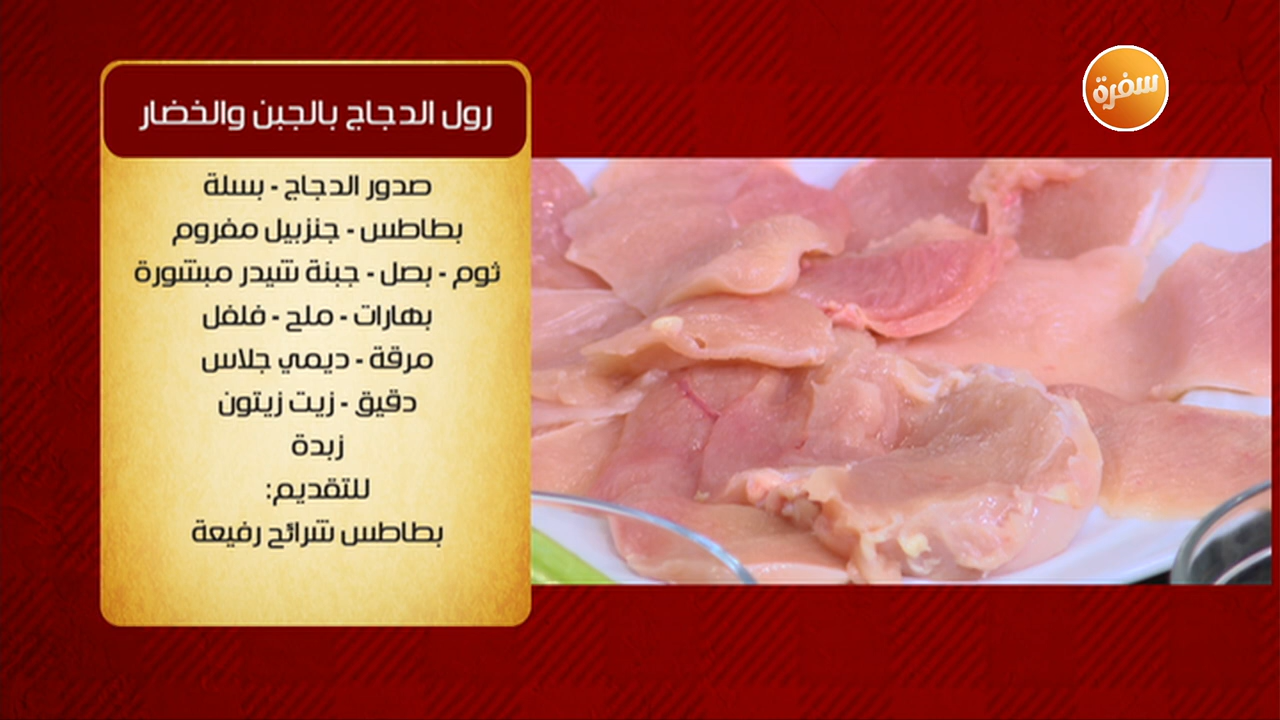 سفرة
رول الدجاج بالجبن والخضار
صدور الدجاج - بسلة
بطاطس - جنزبيل مفروم
ثوم - بصل - جبنة شيدر مبشورة
بهارات - ملح - فلفل
مرقة - ديمي جلاس
دقيق - زيت زيتون
زبدة
للتقديم:
بطاطس شرائح رفيعة